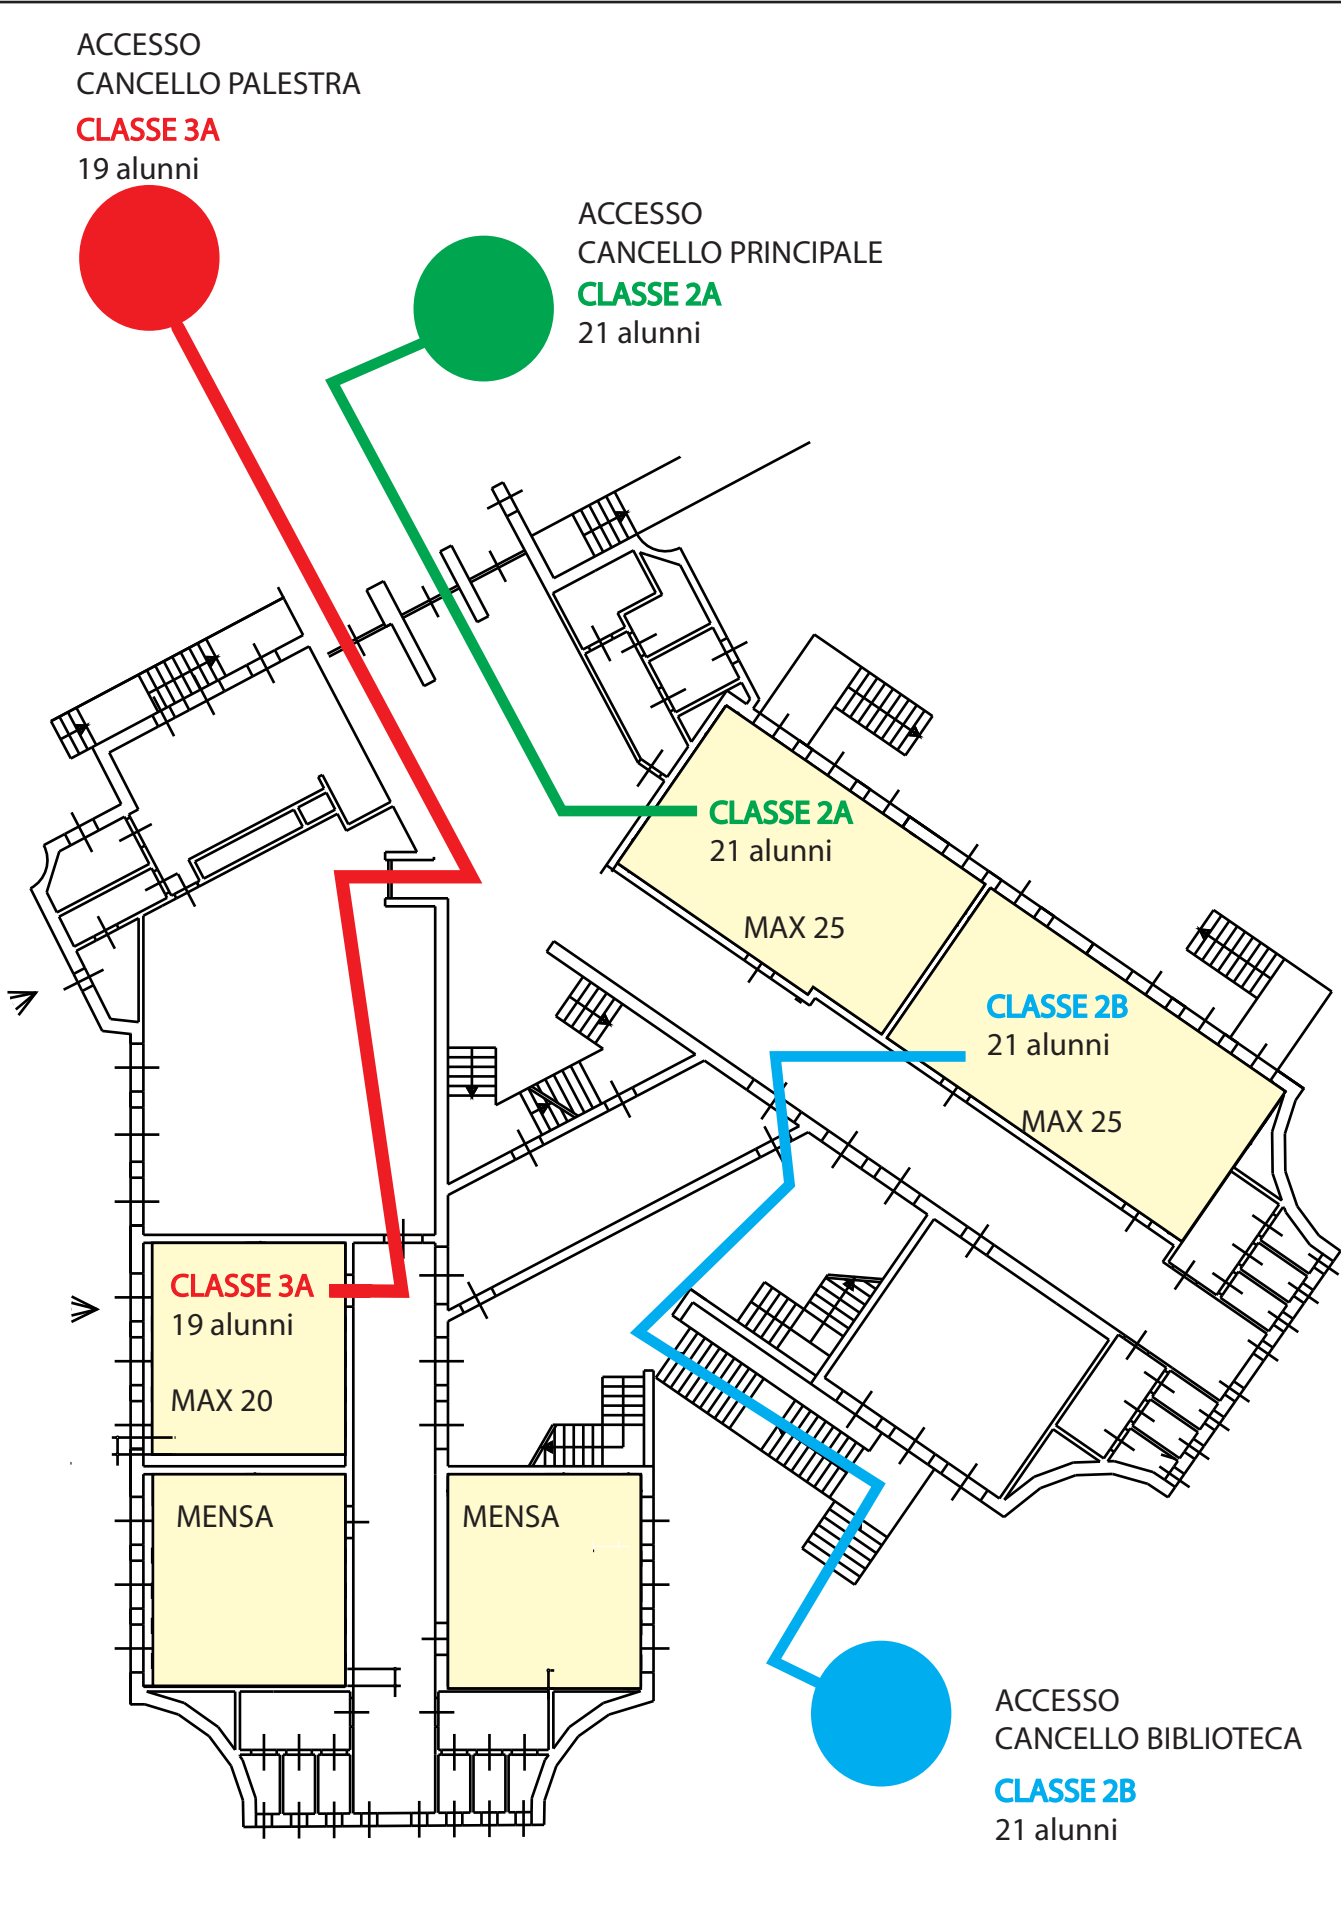 ACCESSO
CANCELLO PALESTRA
CLASSE 3A
19 alunni
ACCESSO
CANCELLO PRINCIPALE
CLASSE 2A
21 alunni
CLASSE 2A
21 alunni
MAX 25
CLASSE 2B
21 alunni
MAX 25
CLASSE 3A
19 alunni
MAX 20
MENSA
MENSA
ACCESSO
CANCELLO BIBLIOTECA
CLASSE 2B
21 alunni